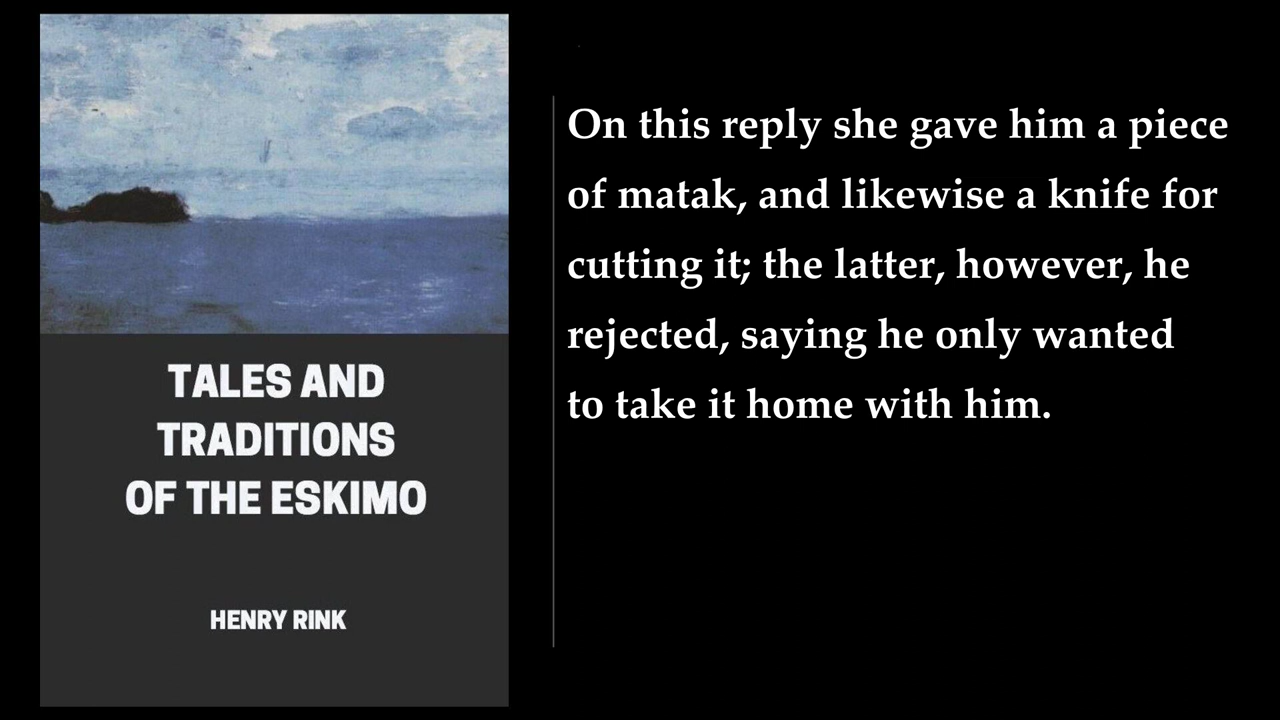 TALES AND
TRADITIONS
OF THE ESKIMO
HENRY RINK
On this reply she gave him a piece
of matak, and likewise a knife for
cutting it; the latter, however, he
rejected, saying he only wanted
to take it home with him.